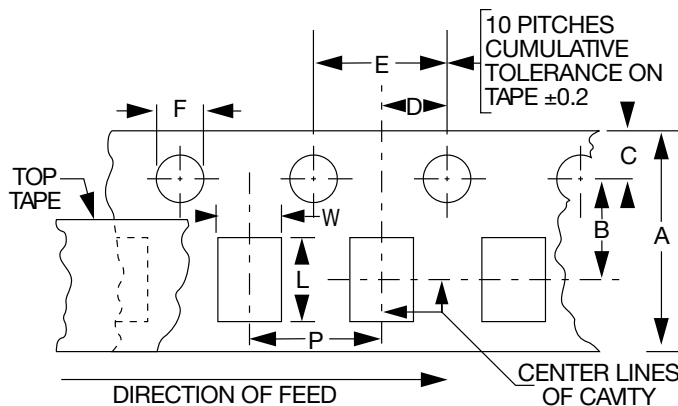 10 PITCHES
CUMULATIVE
TOLERANCE ON
TAPE ±0.2
E
F
D
C
TOP
TAPE
W
B
A
L
P
CENTER LINES
OF CAVITY
DIRECTION OF FEED